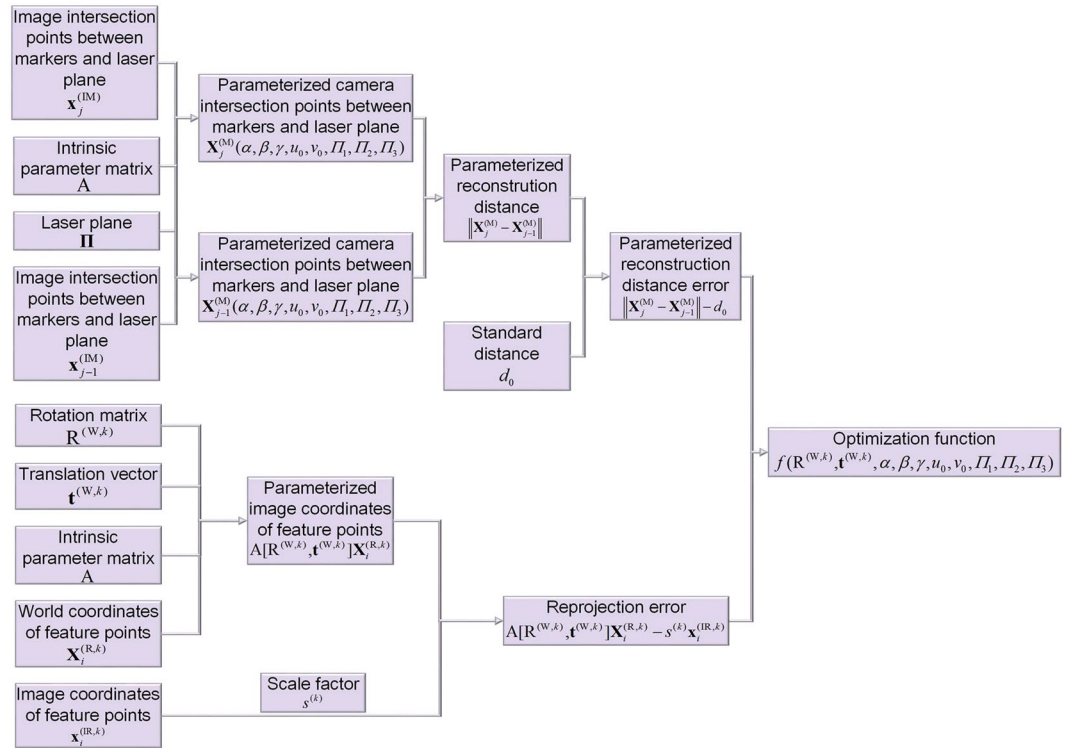 Image intersection
points between
markers and laser
plane
𝐱_j^(IM)
Intrinsic
parameter matrix
A
Laser plane
𝚷
Image intersection
points between
markers and laser
plane
𝐱_{j−1}^(IM)
Parameterized camera
intersection points between
markers and laser plane
𝐗_j^(M)(α, β, γ, u_0, v_0, Π_1, Π_2, Π_3)
Parameterized camera
intersection points between
markers and laser plane
𝐗_{j−1}^(M)(α, β, γ, u_0, v_0, Π_1, Π_2, Π_3)
Parameterized
reconstrution
distance
‖𝐗_j^(M) − 𝐗_{j−1}^(M)‖
Standard
distance
d_0
Parameterized
reconstruction
distance error
‖𝐗_j^(M) − 𝐗_{j−1}^(M)‖ − d_0
Rotation matrix
R^(W,k)
Translation vector
𝐭^(W,k)
Intrinsic
parameter matrix
A
World coordinates
of feature points
𝐗_i^(R,k)
Image coordinates
of feature points
𝐱_i^(IR,k)
Parameterized
image coordinates
of feature points
A[R^(W,k), 𝐭^(W,k)]𝐗_i^(R,k)
Scale factor
s^(k)
Reprojection error
A[R^(W,k), 𝐭^(W,k)]𝐗_i^(R,k) − s^(k)𝐱_i^(IR,k)
Optimization function
f(R^(W,k), 𝐭^(W,k), α, β, γ, u_0, v_0, Π_1, Π_2, Π_3)